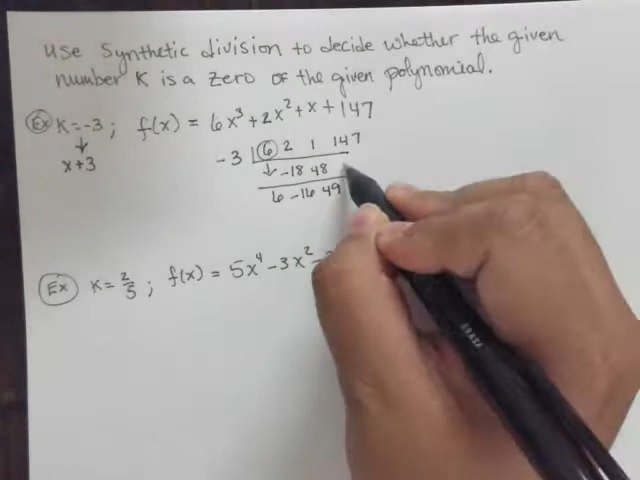 use synthetic division to decide whether the given
number K is a zero of the given polynomial.
Ex K=-3; f(x) = 6x³+2x²+x+147
↓
x+3
-3 6 2 1 147
↓ -18 48
6 -16 49
Ex K=2/5; f(x) = 5x⁴-3x²-
ERASA